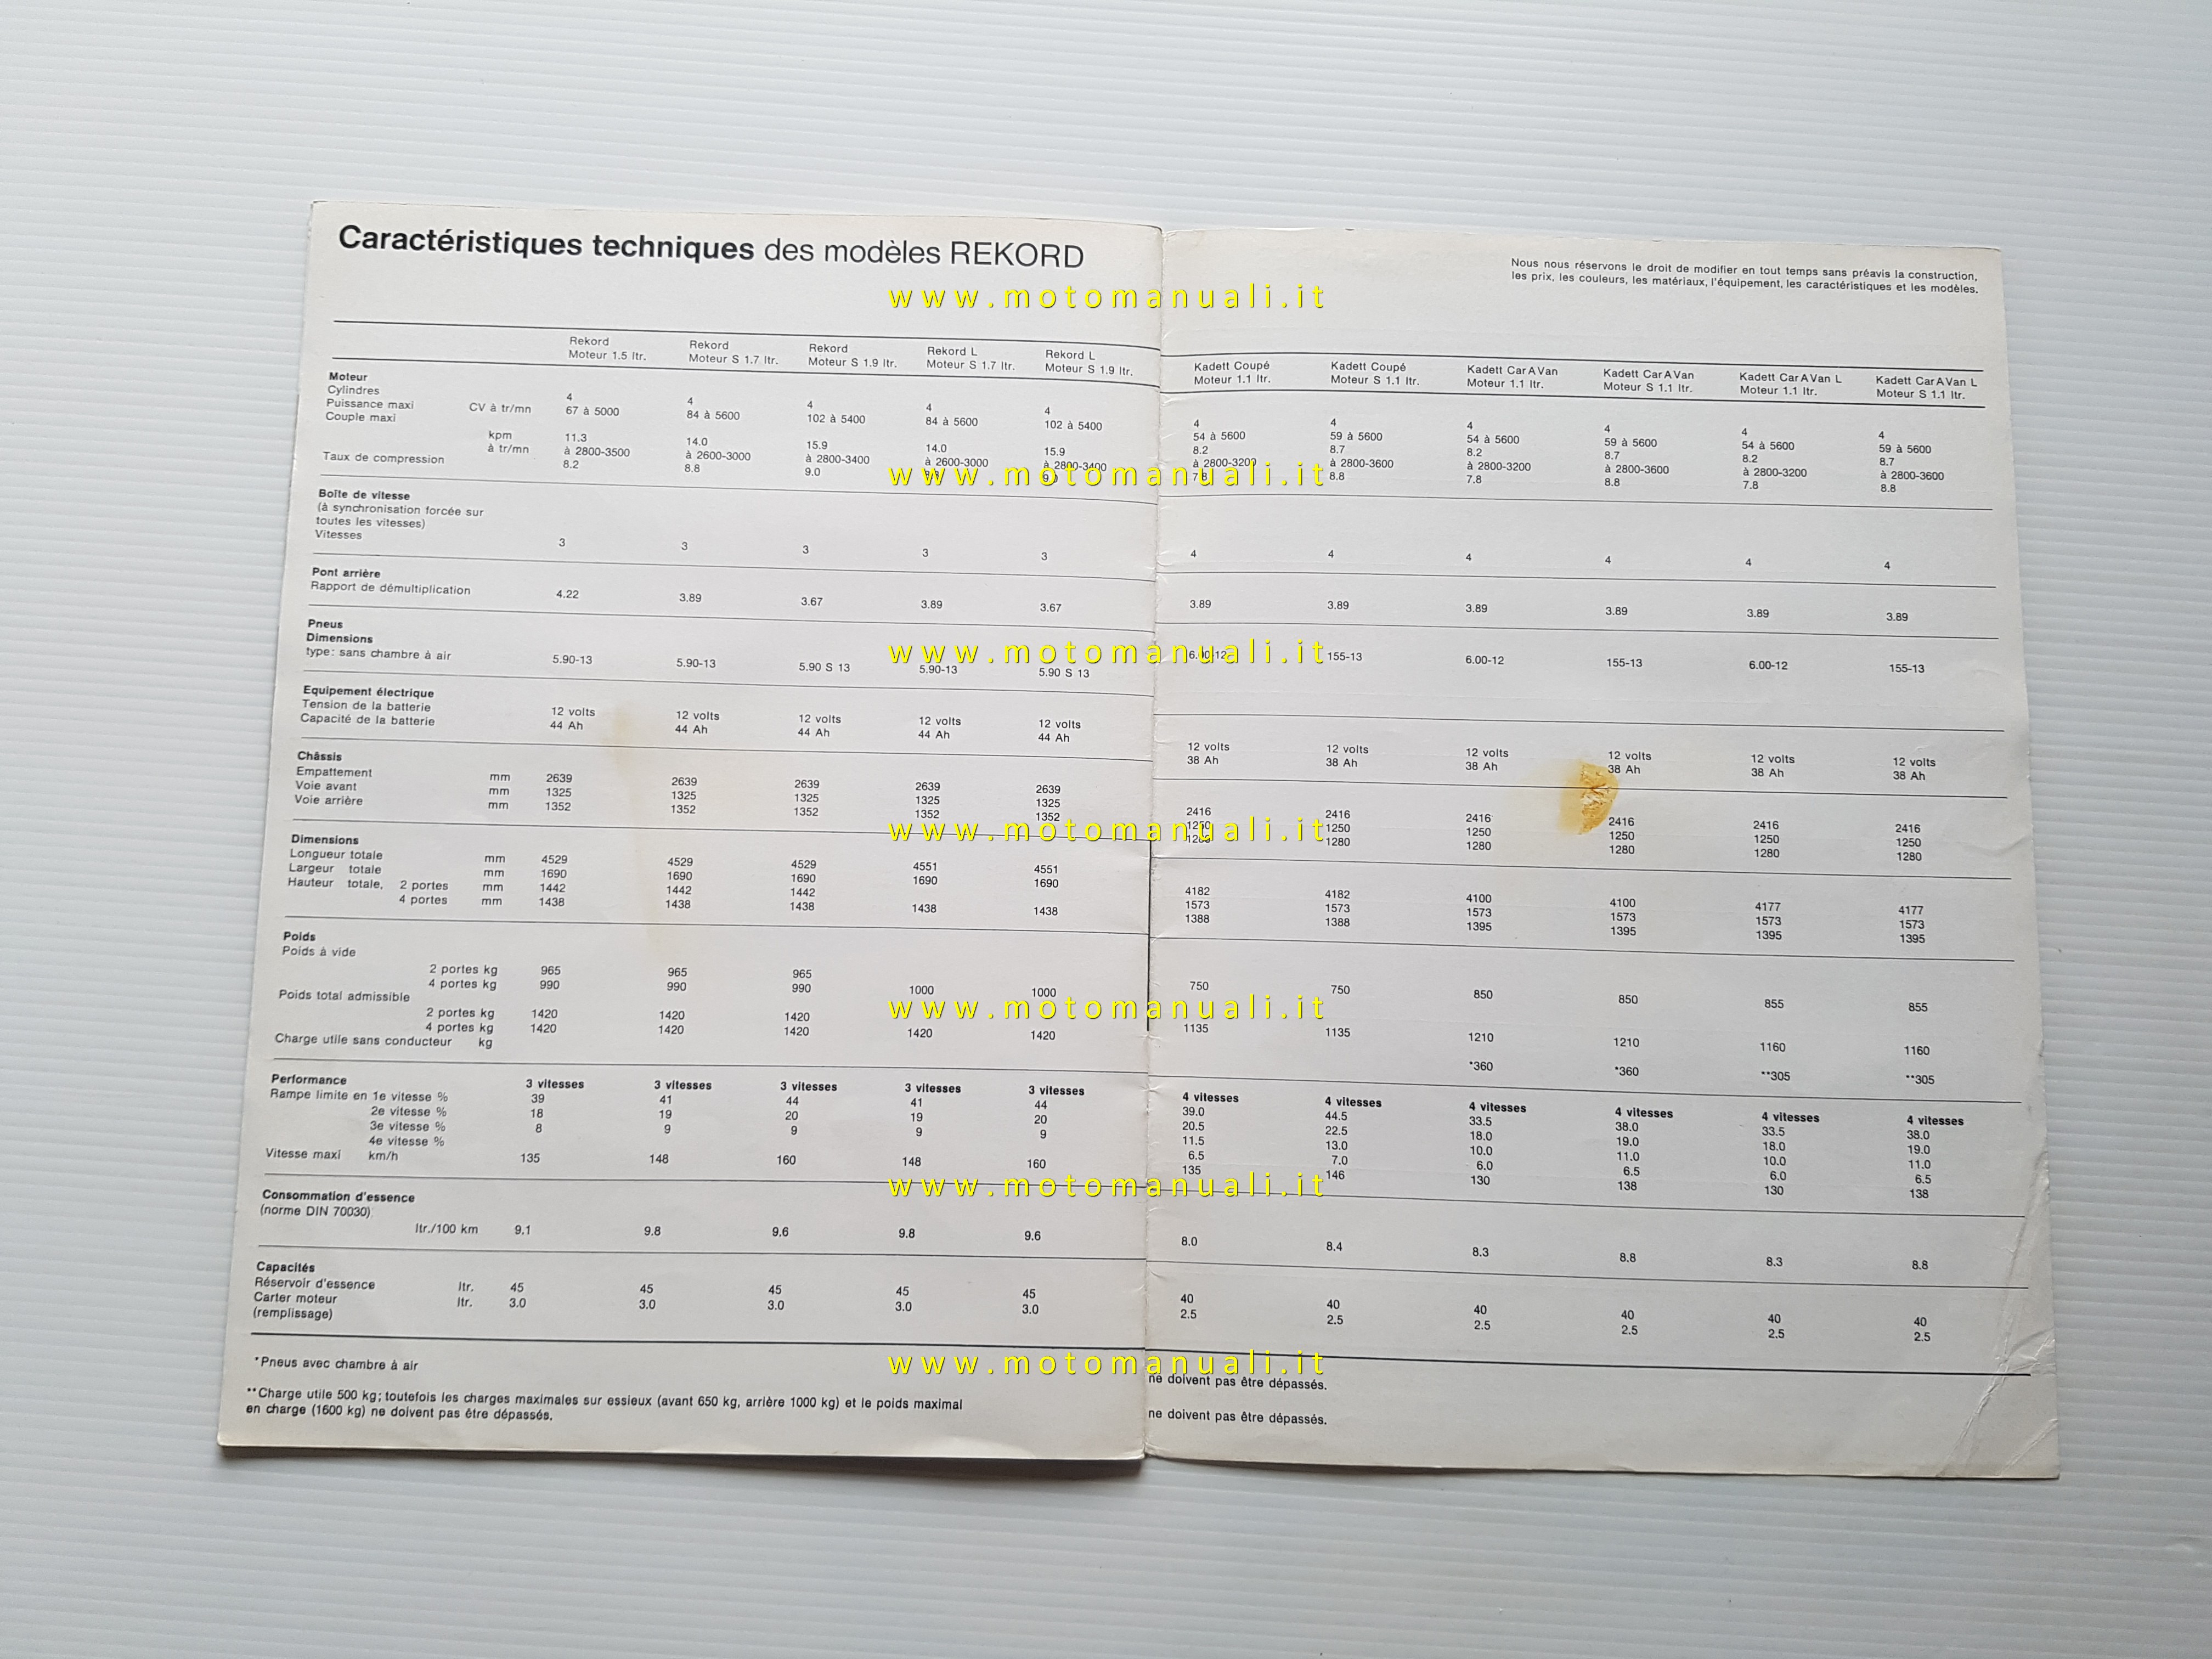 Caractéristiques techniques des modèles REKORD
Nous nous réservons le droit de modifier en tout temps sans préavis la construction,
les prix, les couleurs, les matériaux, l'équipement, les caractéristiques et les modèles.
www.motomanuali.it
Rekord Rekord Rekord Rekord L Rekord L
Moteur 1.5 ltr. Moteur S 1.7 ltr. Moteur S 1.9 ltr. Moteur S 1.7 ltr. Moteur S 1.9 ltr.
Moteur
Cylindres 4 4 4 4 4
Puissance maxi CV à tr/mn 67 à 5000 84 à 5600 102 à 5400 84 à 5600 102 à 5400
Couple maxi
kpm 11.3 14.0 15.9 14.0 15.9
à tr/mn à 2800-3500 à 2600-3000 à 2800-3400 à 2600-3000 à 2800-3400
Taux de compression 8.2 8.8 9.0 9.0
www.motomanuali.it
Boîte de vitesse
(à synchronisation forcée sur
toutes les vitesses)
Vitesses 3 3 3 3 3
Pont arrière
Rapport de démultiplication 4.22 3.89 3.67 3.89 3.67
Pneus
Dimensions
type: sans chambre à air 5.90-13 5.90-13 5.90 S 13 5.90-13 5.90 S 13
www.motomanuali.it
Equipement électrique
Tension de la batterie 12 volts 12 volts 12 volts 12 volts 12 volts
Capacité de la batterie 44 Ah 44 Ah 44 Ah 44 Ah 44 Ah
Châssis
Empattement mm 2639 2639 2639 2639 2639
Voie avant mm 1325 1325 1325 1325 1325
Voie arrière mm 1352 1352 1352 1352 1352
www.motomanuali.it
Dimensions
Longueur totale mm 4529 4529 4529 4551 4551
Largeur totale mm 1690 1690 1690 1690 1690
Hauteur totale, 2 portes mm 1442 1442 1442
4 portes mm 1438 1438 1438 1438 1438
Poids
Poids à vide
2 portes kg 965 965 965
4 portes kg 990 990 990 1000 1000
Poids total admissible
2 portes kg 1420 1420 1420
4 portes kg 1420 1420 1420 1420 1420
Charge utile sans conducteur kg
www.motomanuali.it
Performance 3 vitesses 3 vitesses 3 vitesses 3 vitesses 3 vitesses
Rampe limite en 1e vitesse % 39 41 44 41 44
2e vitesse % 18 19 20 19 20
3e vitesse % 8 9 9 9 9
4e vitesse %
Vitesse maxi km/h 135 148 160 148 160
www.motomanuali.it
Consommation d'essence
(norme DIN 70030)
ltr./100 km 9.1 9.8 9.6 9.8 9.6
Capacités
Réservoir d'essence ltr. 45 45 45 45 45
Carter moteur ltr. 3.0 3.0 3.0 3.0 3.0
(remplissage)
www.motomanuali.it
*Pneus avec chambre à air
**Charge utile 500 kg; toutefois les charges maximales sur essieux (avant 650 kg, arrière 1000 kg) et le poids maximal
en charge (1600 kg) ne doivent pas être dépassés.
Kadett Coupé Kadett Coupé Kadett CarAVan Kadett CarAVan Kadett CarAVan L Kadett CarAVan L
Moteur 1.1 ltr. Moteur S 1.1 ltr. Moteur 1.1 ltr. Moteur S 1.1 ltr. Moteur 1.1 ltr. Moteur S 1.1 ltr.
4 4 4 4 4 4
54 à 5600 59 à 5600 54 à 5600 59 à 5600 54 à 5600 59 à 5600
8.2 8.7 8.2 8.7 8.2 8.7
à 2800-3200 à 2800-3600 à 2800-3200 à 2800-3600 à 2800-3200 à 2800-3600
7.8 8.8 7.8 8.8 7.8 8.8
4 4 4 4 4 4
3.89 3.89 3.89 3.89 3.89 3.89
6.00-12 155-13 6.00-12 155-13 6.00-12 155-13
12 volts 12 volts 12 volts 12 volts 12 volts 12 volts
38 Ah 38 Ah 38 Ah 38 Ah 38 Ah 38 Ah
2416 2416 2416 2416 2416 2416
1250 1250 1250 1250 1250 1250
1280 1280 1280 1280 1280 1280
4182 4182 4100 4100 4177 4177
1573 1573 1573 1573 1573 1573
1388 1388 1395 1395 1395 1395
750 750 850 850 855 855
1135 1135 1210 1210 1160 1160
*360 *360 **305 **305
4 vitesses 4 vitesses 4 vitesses 4 vitesses 4 vitesses 4 vitesses
39.0 44.5 33.5 38.0 33.5 38.0
20.5 22.5 18.0 19.0 18.0 19.0
11.5 13.0 10.0 11.0 10.0 11.0
6.5 7.0 6.0 6.5 6.0 6.5
135 146 130 138 130 138
8.0 8.4 8.3 8.8 8.3 8.8
40 40 40 40 40 40
2.5 2.5 2.5 2.5 2.5 2.5
ne doivent pas être dépassés.
ne doivent pas être dépassés.